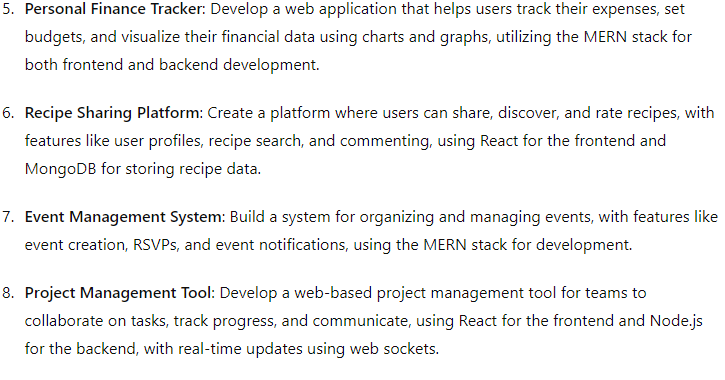 5. Personal Finance Tracker: Develop a web application that helps users track their expenses, set
budgets, and visualize their financial data using charts and graphs, utilizing the MERN stack for
both frontend and backend development.
6. Recipe Sharing Platform: Create a platform where users can share, discover, and rate recipes, with
features like user profiles, recipe search, and commenting, using React for the frontend and
MongoDB for storing recipe data.
7. Event Management System: Build a system for organizing and managing events, with features like
event creation, RSVPs, and event notifications, using the MERN stack for development.
8. Project Management Tool: Develop a web-based project management tool for teams to
collaborate on tasks, track progress, and communicate, using React for the frontend and Node.js
for the backend, with real-time updates using web sockets.